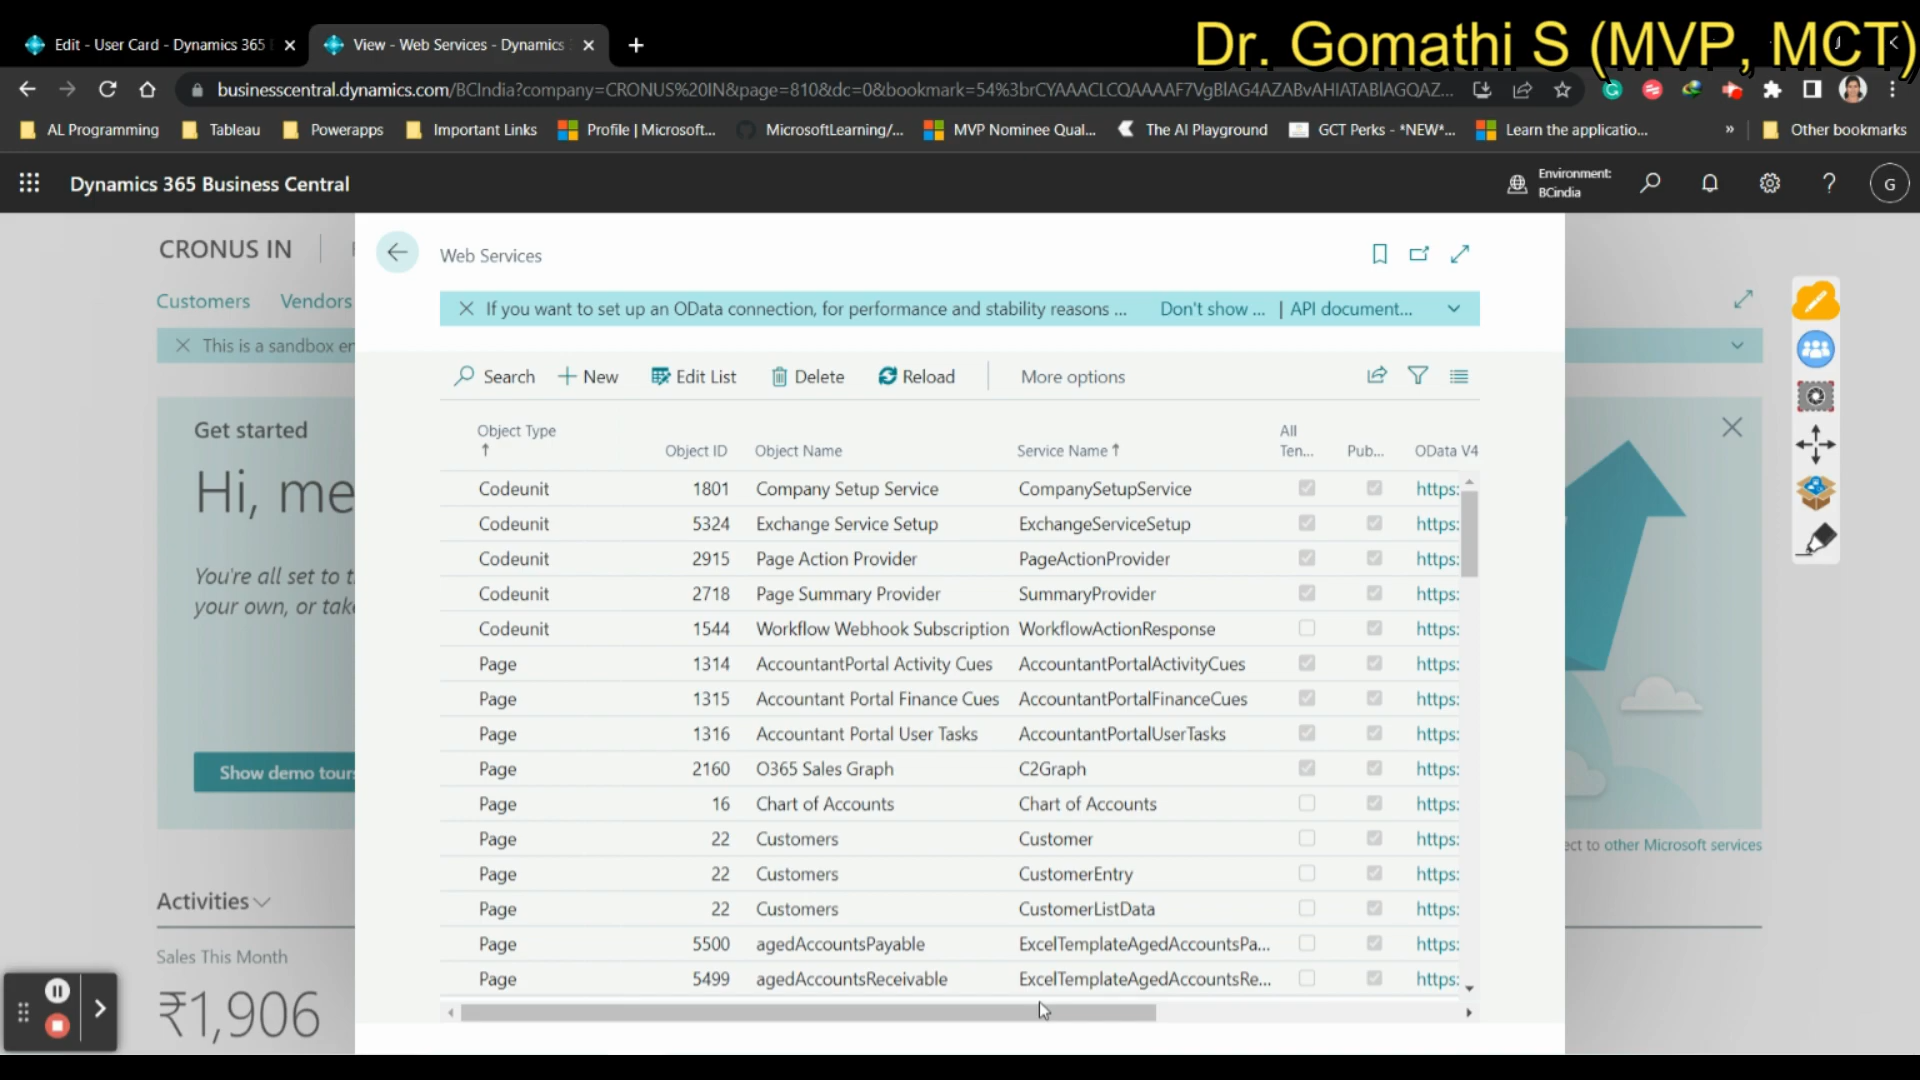 Dr. Gomathi S (MVP, MCT)
Edit - User Card - Dynamics 365
View - Web Services - Dynamics
businesscentral.dynamics.com/BCIndia?company=CRONUS%20IN&page=810&dc=0&bookmark=54%3brCYAAACLCQAAAAF7VgBlAG4AZABvAHIATABlAGQAZ...
AL Programming
Tableau
Powerapps
Important Links
Profile | Microsoft...
MicrosoftLearning/...
MVP Nominee Qual...
The AI Playground
GCT Perks - *NEW*...
Learn the applicatio...
»
Other bookmarks
Dynamics 365 Business Central
Environment:
BCindia
?
G
CRONUS IN
Customers Vendors
This is a sandbox en
Get started
Hi, me
You're all set to t
your own, or take
Show demo tours
ect to other Microsoft services
Activities
Sales This Month
₹1,906
Web Services
If you want to set up an OData connection, for performance and stability reasons ... Don't show ... | API document...
Search New Edit List Delete Reload More options
Object Type ↑ Object ID Object Name Service Name ↑ All Ten... Pub... OData V4
Codeunit 1801 Company Setup Service CompanySetupService https:
Codeunit 5324 Exchange Service Setup ExchangeServiceSetup https:
Codeunit 2915 Page Action Provider PageActionProvider https:
Codeunit 2718 Page Summary Provider SummaryProvider https:
Codeunit 1544 Workflow Webhook Subscription WorkflowActionResponse https:
Page 1314 AccountantPortal Activity Cues AccountantPortalActivityCues https:
Page 1315 Accountant Portal Finance Cues AccountantPortalFinanceCues https:
Page 1316 Accountant Portal User Tasks AccountantPortalUserTasks https:
Page 2160 O365 Sales Graph C2Graph https:
Page 16 Chart of Accounts Chart of Accounts https:
Page 22 Customers Customer https:
Page 22 Customers CustomerEntry https:
Page 22 Customers CustomerListData https:
Page 5500 agedAccountsPayable ExcelTemplateAgedAccountsPa... https:
Page 5499 agedAccountsReceivable ExcelTemplateAgedAccountsRe... https: